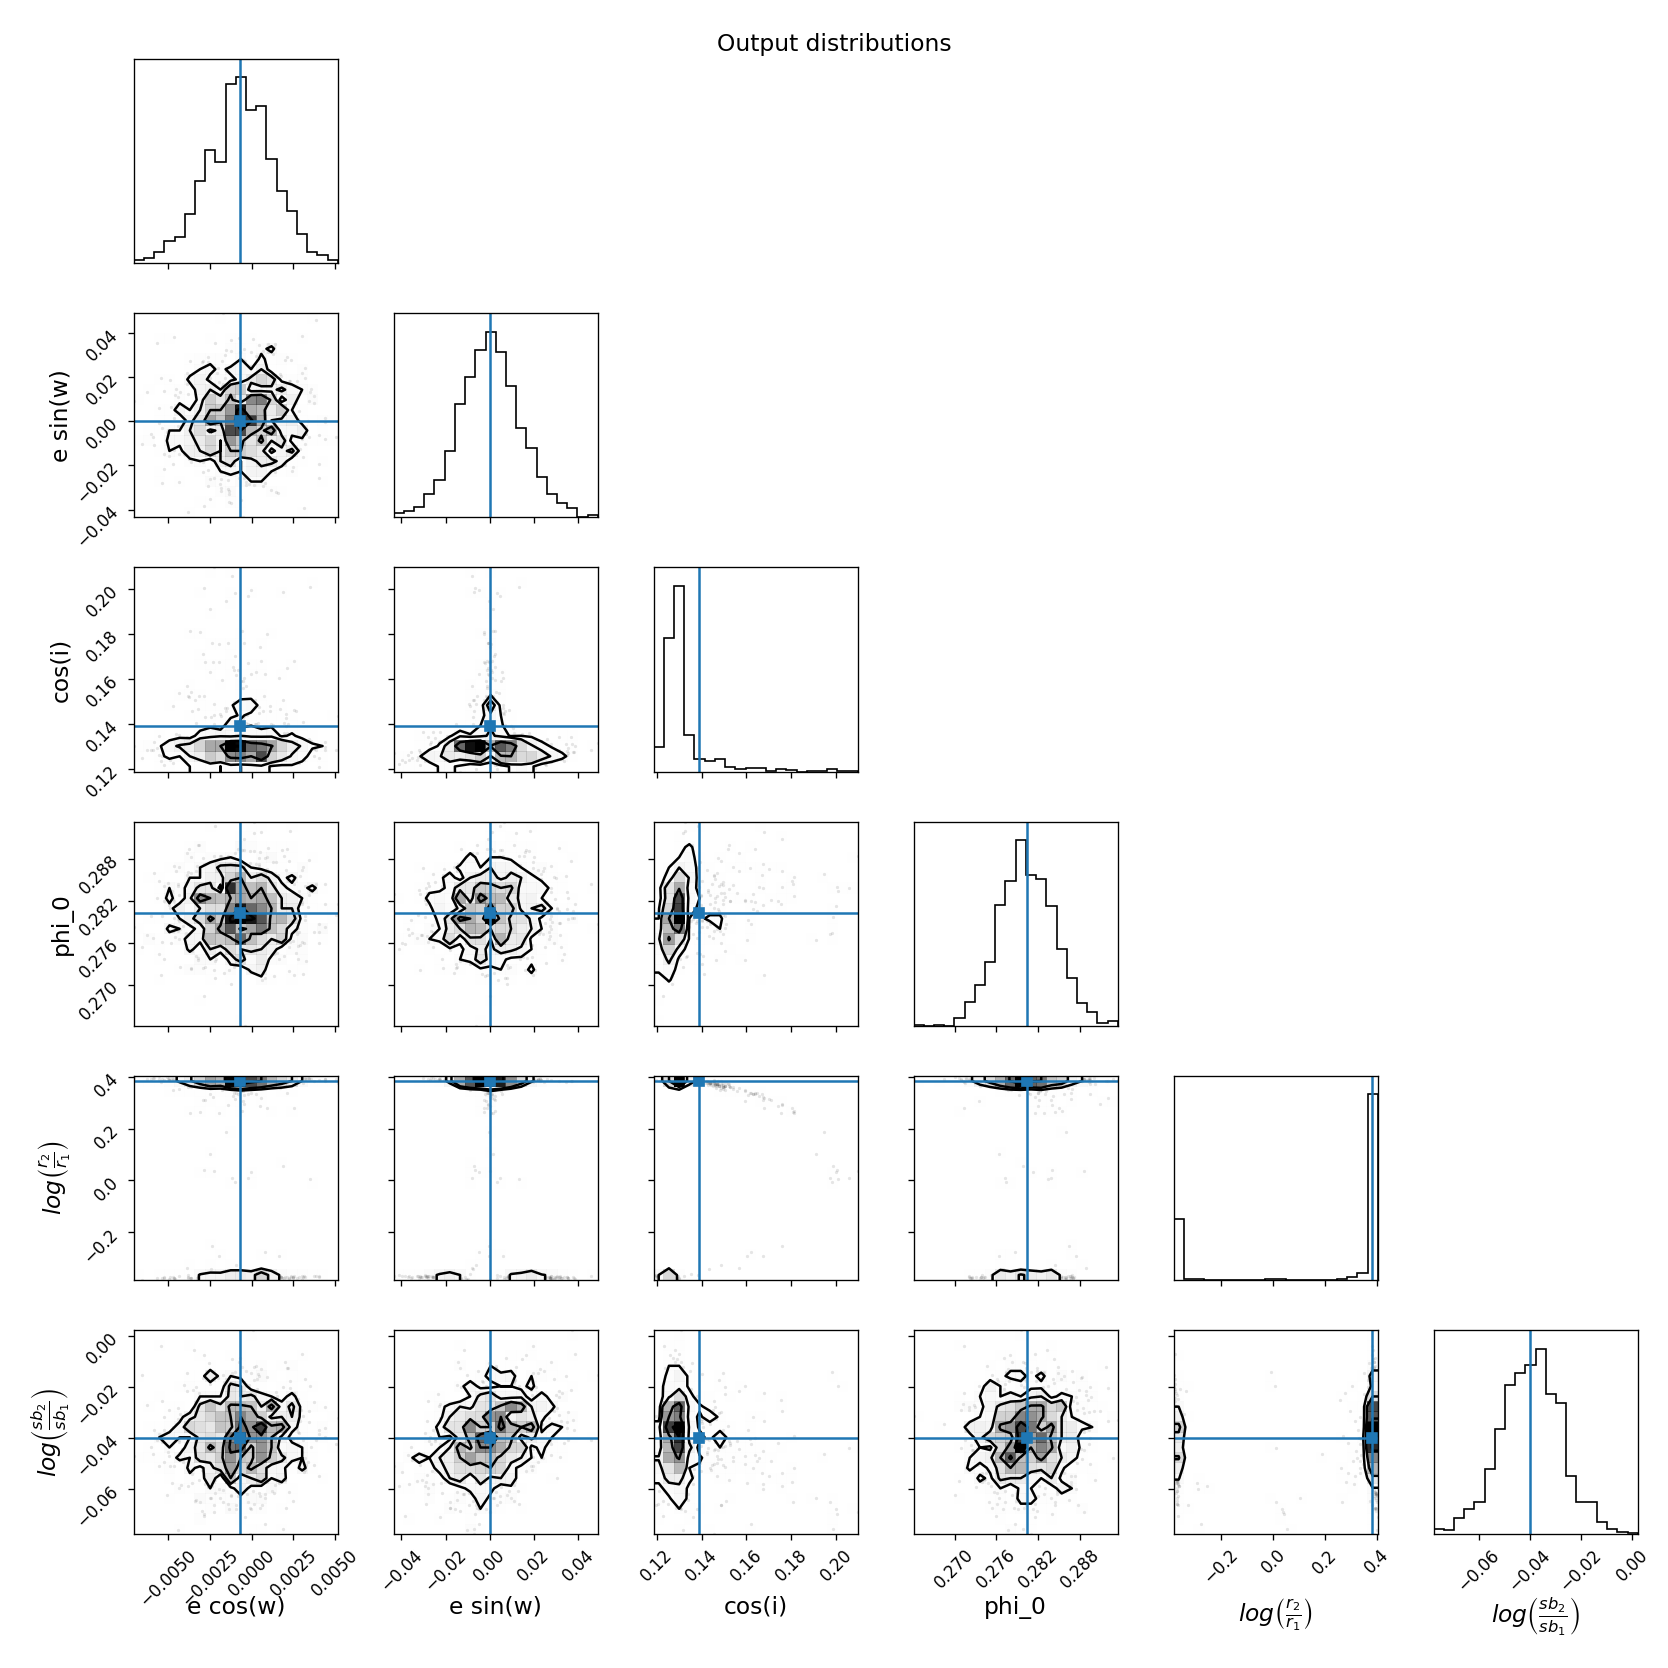 Output distributions
e sin(w)
0.04
0.02
0.00
−0.02
−0.04
cos(i)
0.20
0.18
0.16
0.14
0.12
phi_0
0.288
0.282
0.276
0.270
log(r2/r1)
0.4
0.2
0.0
−0.2
log(sb2/sb1)
0.00
−0.02
−0.04
−0.06
−0.0050 −0.0025 0.0000 0.0025 0.0050
e cos(w)
−0.04 −0.02 0.00 0.02 0.04
e sin(w)
0.12 0.14 0.16 0.18 0.20
cos(i)
0.270 0.276 0.282 0.288
phi_0
−0.2 0.0 0.2 0.4
log(r2/r1)
−0.06 −0.04 −0.02 0.00
log(sb2/sb1)